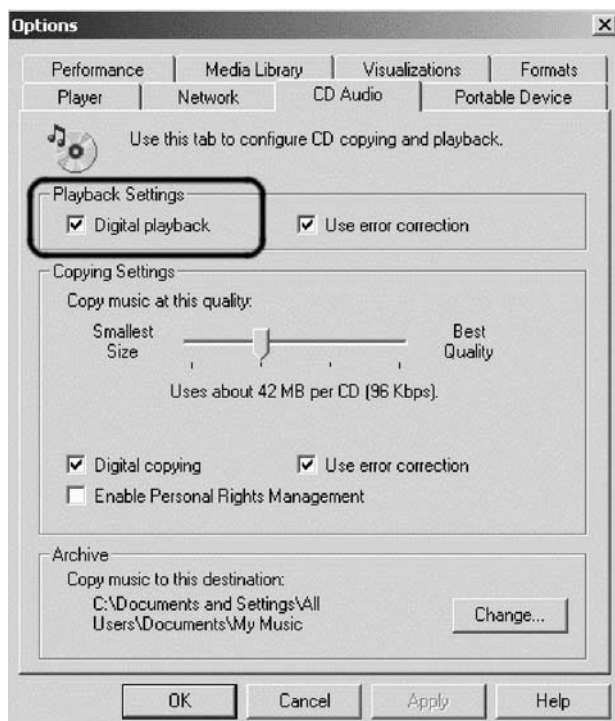 Options
Performance Media Library Visualizations Formats
Player Network CD Audio Portable Device
Use this tab to configure CD copying and playback.
Playback Settings
Digital playback Use error correction
Copying Settings
Copy music at this quality:
Smallest Size Best Quality
Uses about 42 MB per CD (96 Kbps).
Digital copying Use error correction
Enable Personal Rights Management
Archive
Copy music to this destination:
C:\Documents and Settings\All
Users\Documents\My Music
Change...
OK Cancel Apply Help